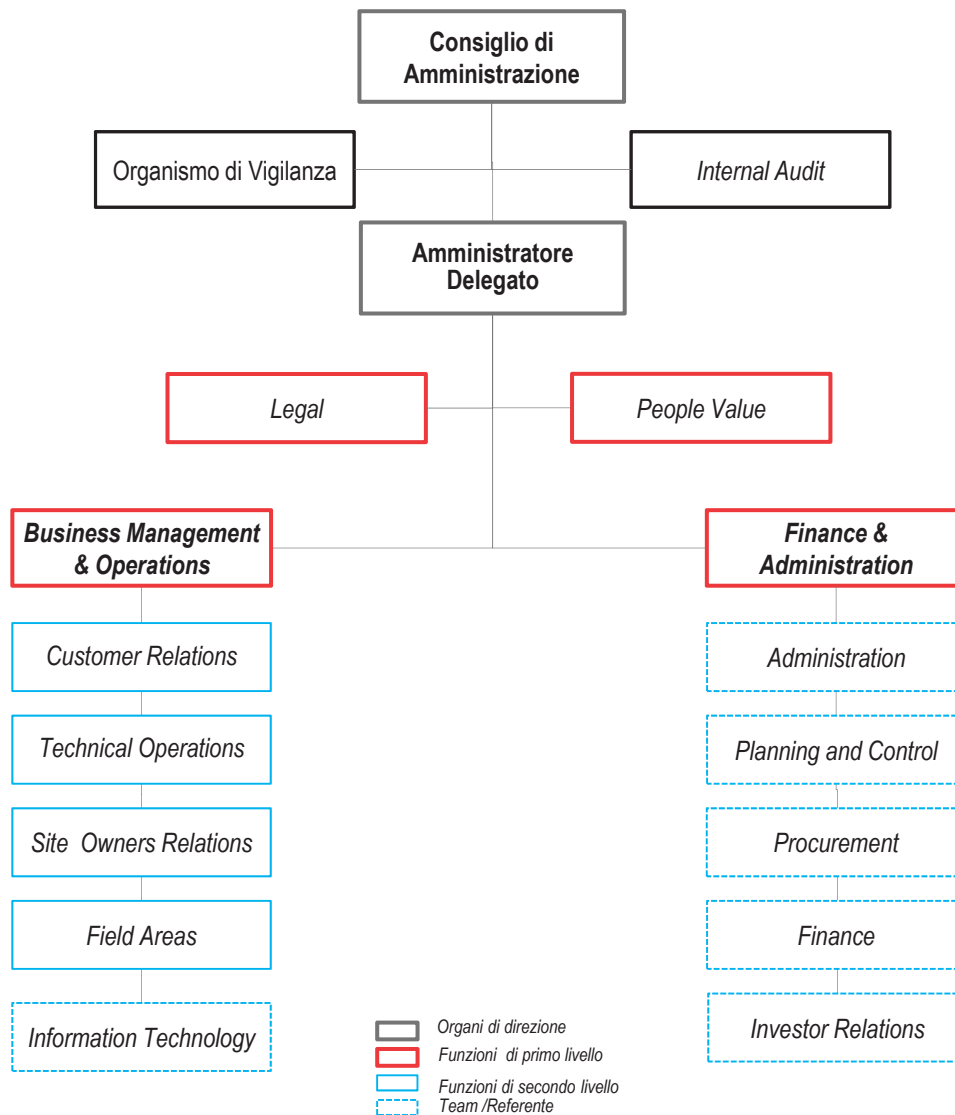 Consiglio di
Amministrazione
Organismo di Vigilanza
Internal Audit
Amministratore
Delegato
Legal
People Value
Business Management
& Operations
Finance &
Administration
Customer Relations
Administration
Technical Operations
Planning and Control
Site Owners Relations
Procurement
Field Areas
Finance
Information Technology
Investor Relations
Organi di direzione
Funzioni di primo livello
Funzioni di secondo livello
Team /Referente